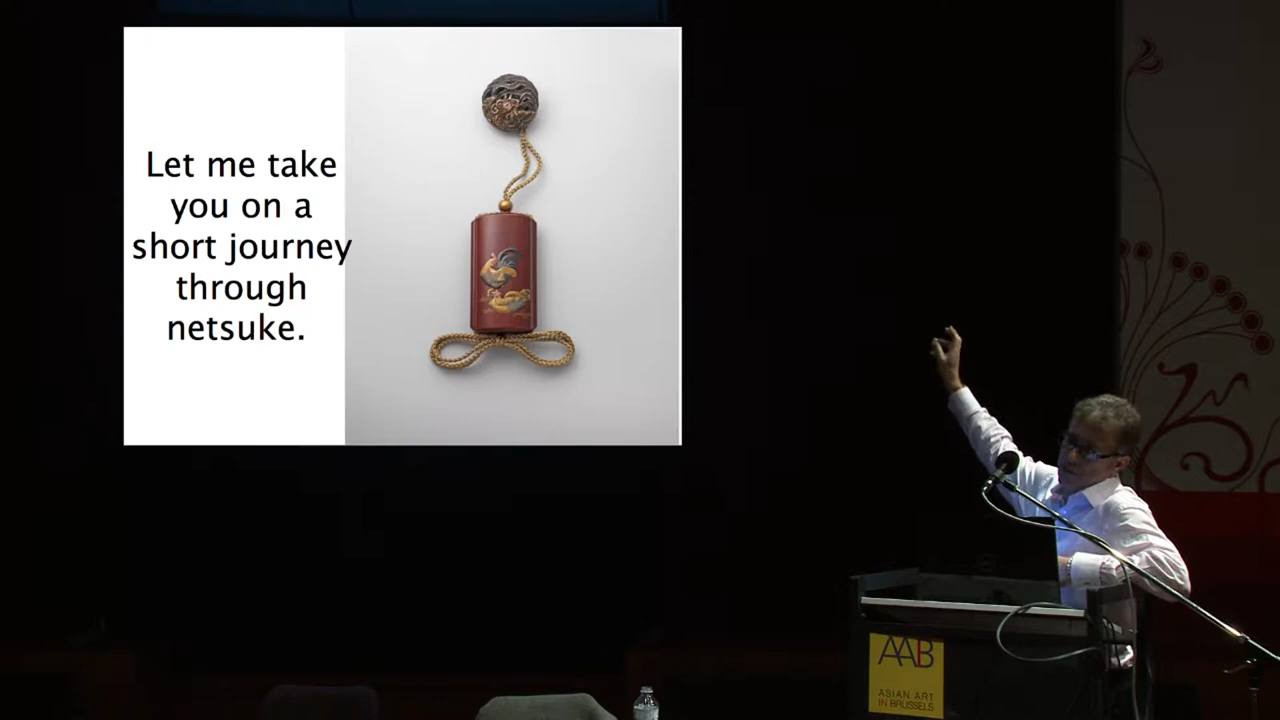 Let me take
you on a
short journey
through
netsuke.
AAB
ASIAN ART
IN BRUSSELS